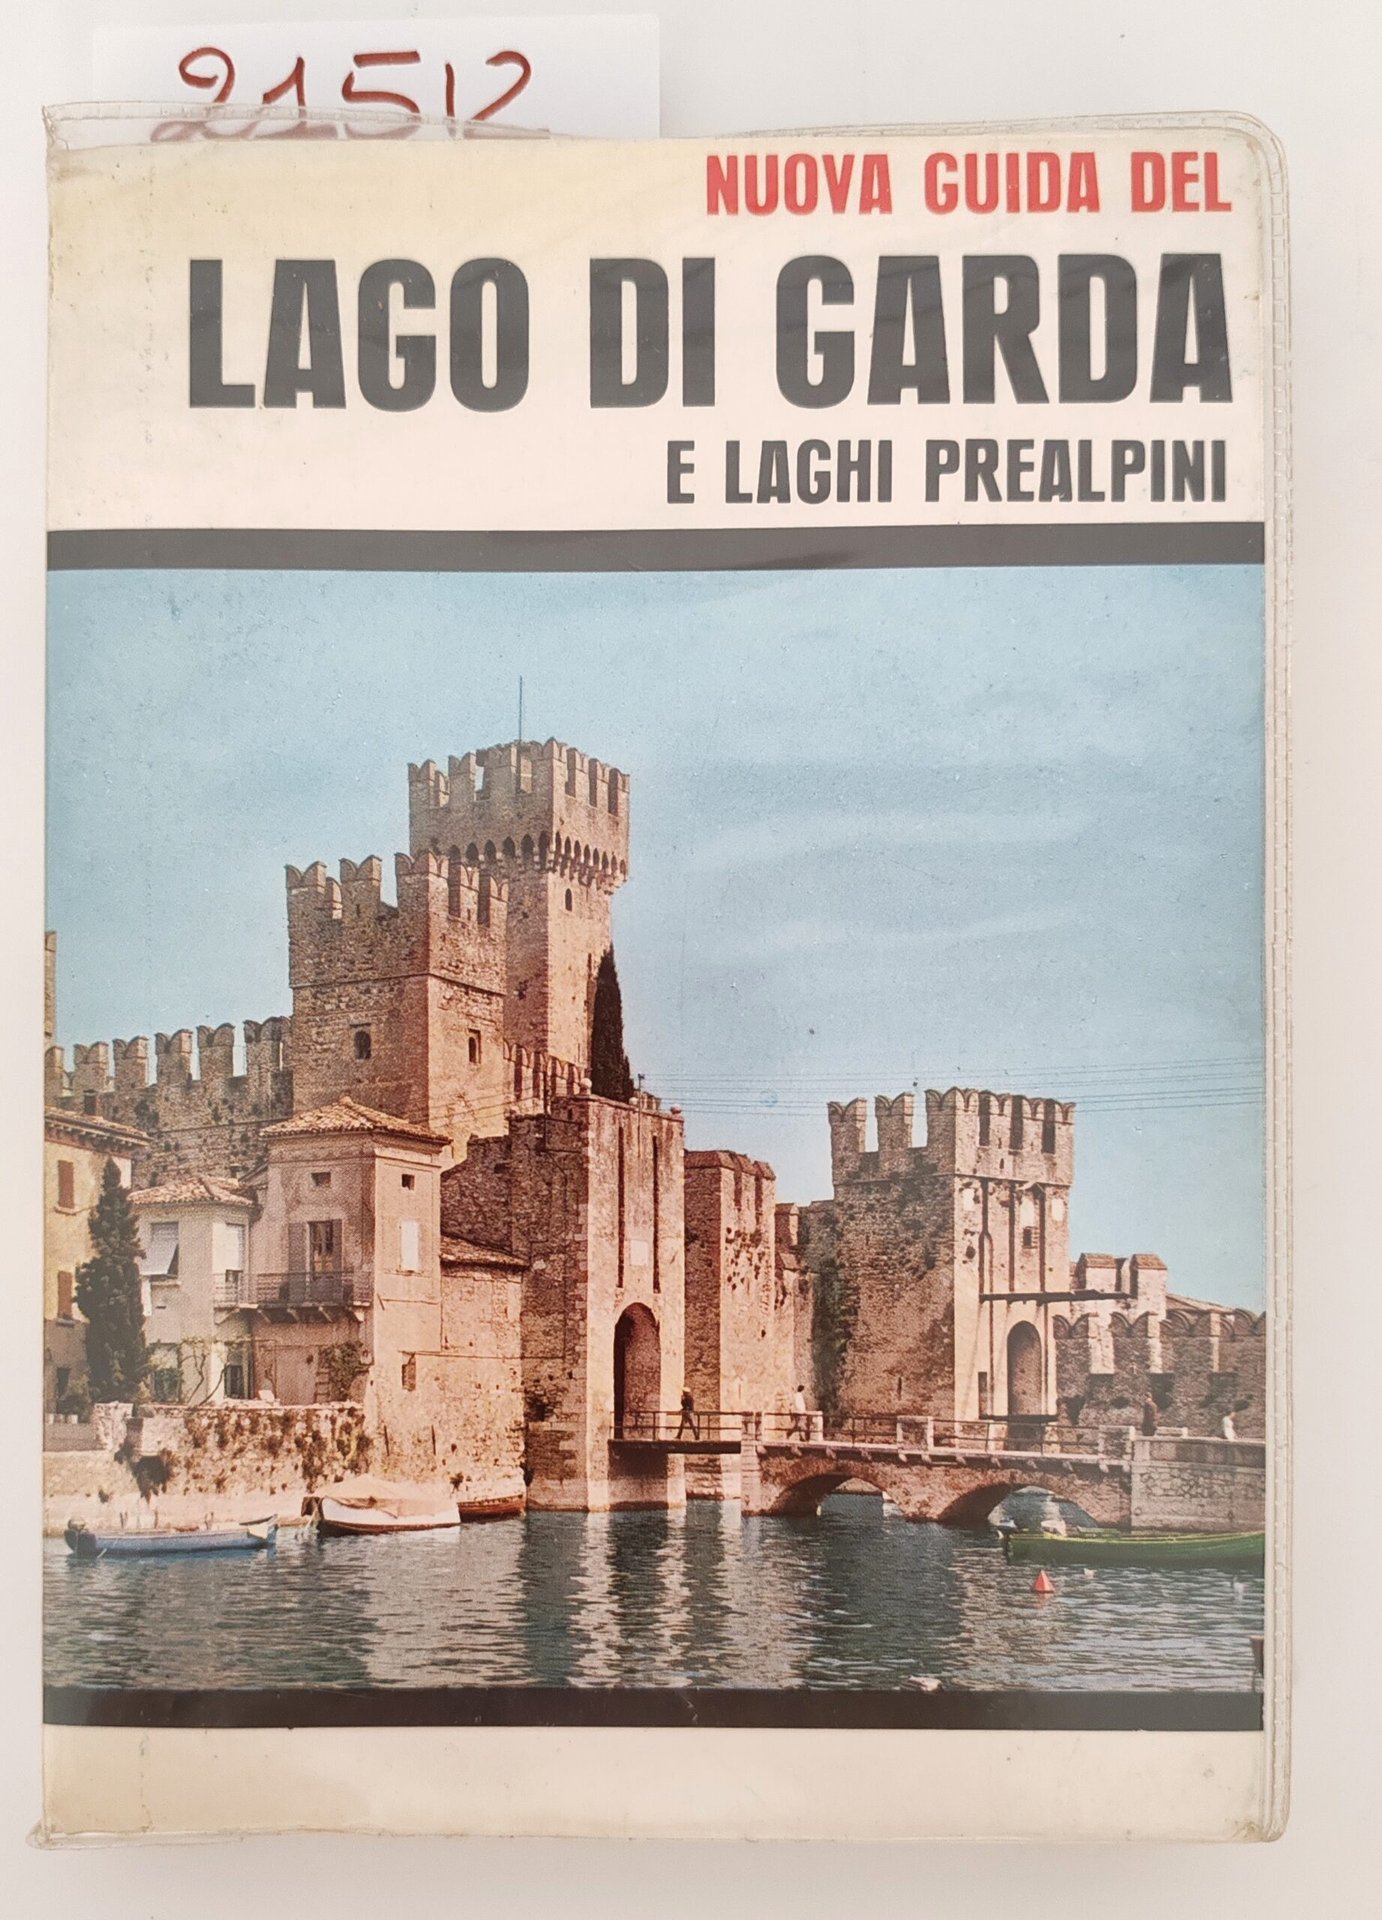 21512
NUOVA GUIDA DEL
LAGO DI GARDA
E LAGHI PREALPINI